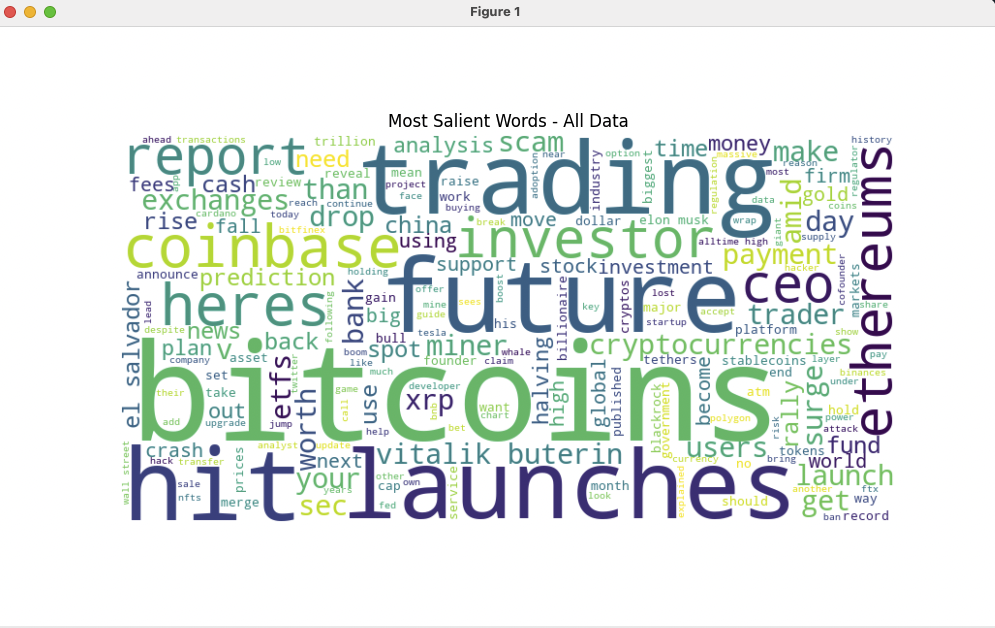 Figure 1
Most Salient Words - All Data
ahead transactions trillion analysis scam time money make history
report need trading low reveal review near option
industry biggest regulation massive reason most regulator
fees app cash than mean project face raise work buying adoption data firm
exchanges reach continue drop china break move dollar elon musk wrap gold coins
rise cardano fall today bitfinex using alltime high giant amid supply day
coinbase investor payment hacker cofounder markets
announce prediction holding support stock investment ceo ethereums
heres bank gain offer mine guide sees boost his billionaire key cryptos lost major startup accept trader share
el salvador lead despite news following big bull tesla future platform show
plan v back boom like spot miner founder whale claim halving cryptocurrencies
company asset much tethers stablecoins layer binances pay
bitcoins set etfs twitter developer high global published become end under
their take game xrp want chart blackrock government atm rally surge hold
add out upgrade jump worth call use bnb bet polygon risk power attack
crash analyst update help vitalik buterin users tokens fund
wall street hack transfer prices next currency no bring world
hit sale your other cap own service month look launches explained should another launch
nfts merge sec years fed get ftx way
ban record